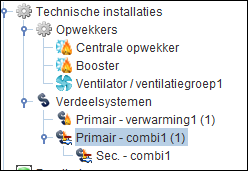 Technische installaties
Opwekkers
Centrale opwekker
Booster
Ventilator / ventilatiegroep1
Verdeelsystemen
Primair - verwarming1 (1)
Primair - combi1 (1)
Sec. - combi1